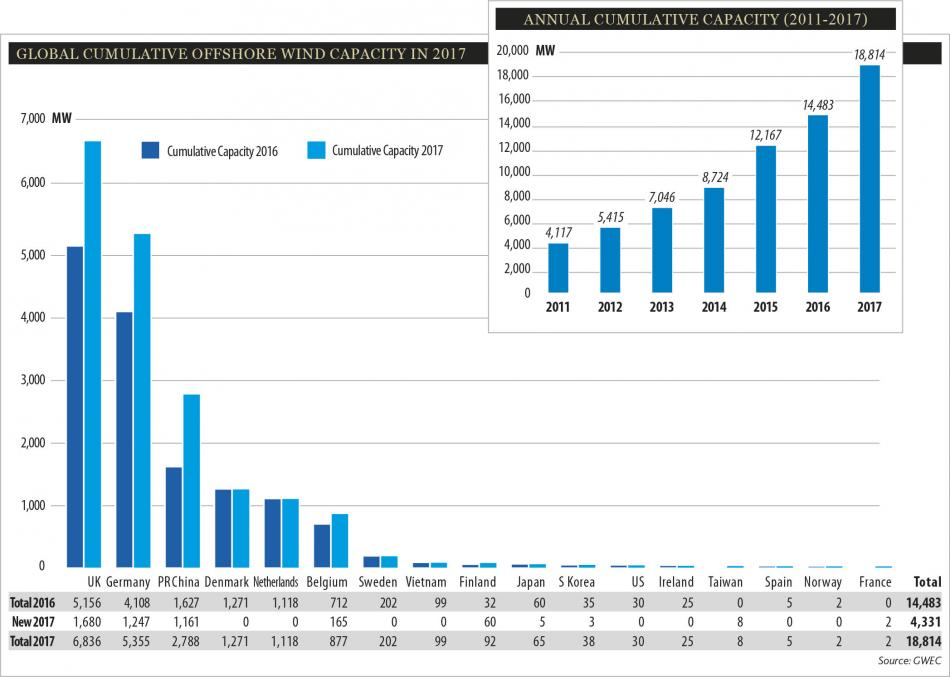 ANNUAL CUMULATIVE CAPACITY (2011-2017)
20,000 MW
18,000
16,000
14,000
12,000
10,000
8,000
6,000
4,000
2,000
0
4,117
5,415
7,046
8,724
12,167
14,483
18,814
2011 2012 2013 2014 2015 2016 2017
GLOBAL CUMULATIVE OFFSHORE WIND CAPACITY IN 2017
7,000 MW
6,000
5,000
4,000
3,000
2,000
1,000
0
Cumulative Capacity 2016 Cumulative Capacity 2017
UK Germany PR China Denmark Netherlands Belgium Sweden Vietnam Finland Japan S Korea US Ireland Taiwan Spain Norway France Total
Total 2016 5,156 4,108 1,627 1,271 1,118 712 202 99 32 60 35 30 25 0 5 2 0 14,483
New 2017 1,680 1,247 1,161 0 0 165 0 0 60 5 3 0 0 8 0 0 2 4,331
Total 2017 6,836 5,355 2,788 1,271 1,118 877 202 99 92 65 38 30 25 8 5 2 2 18,814
Source: GWEC